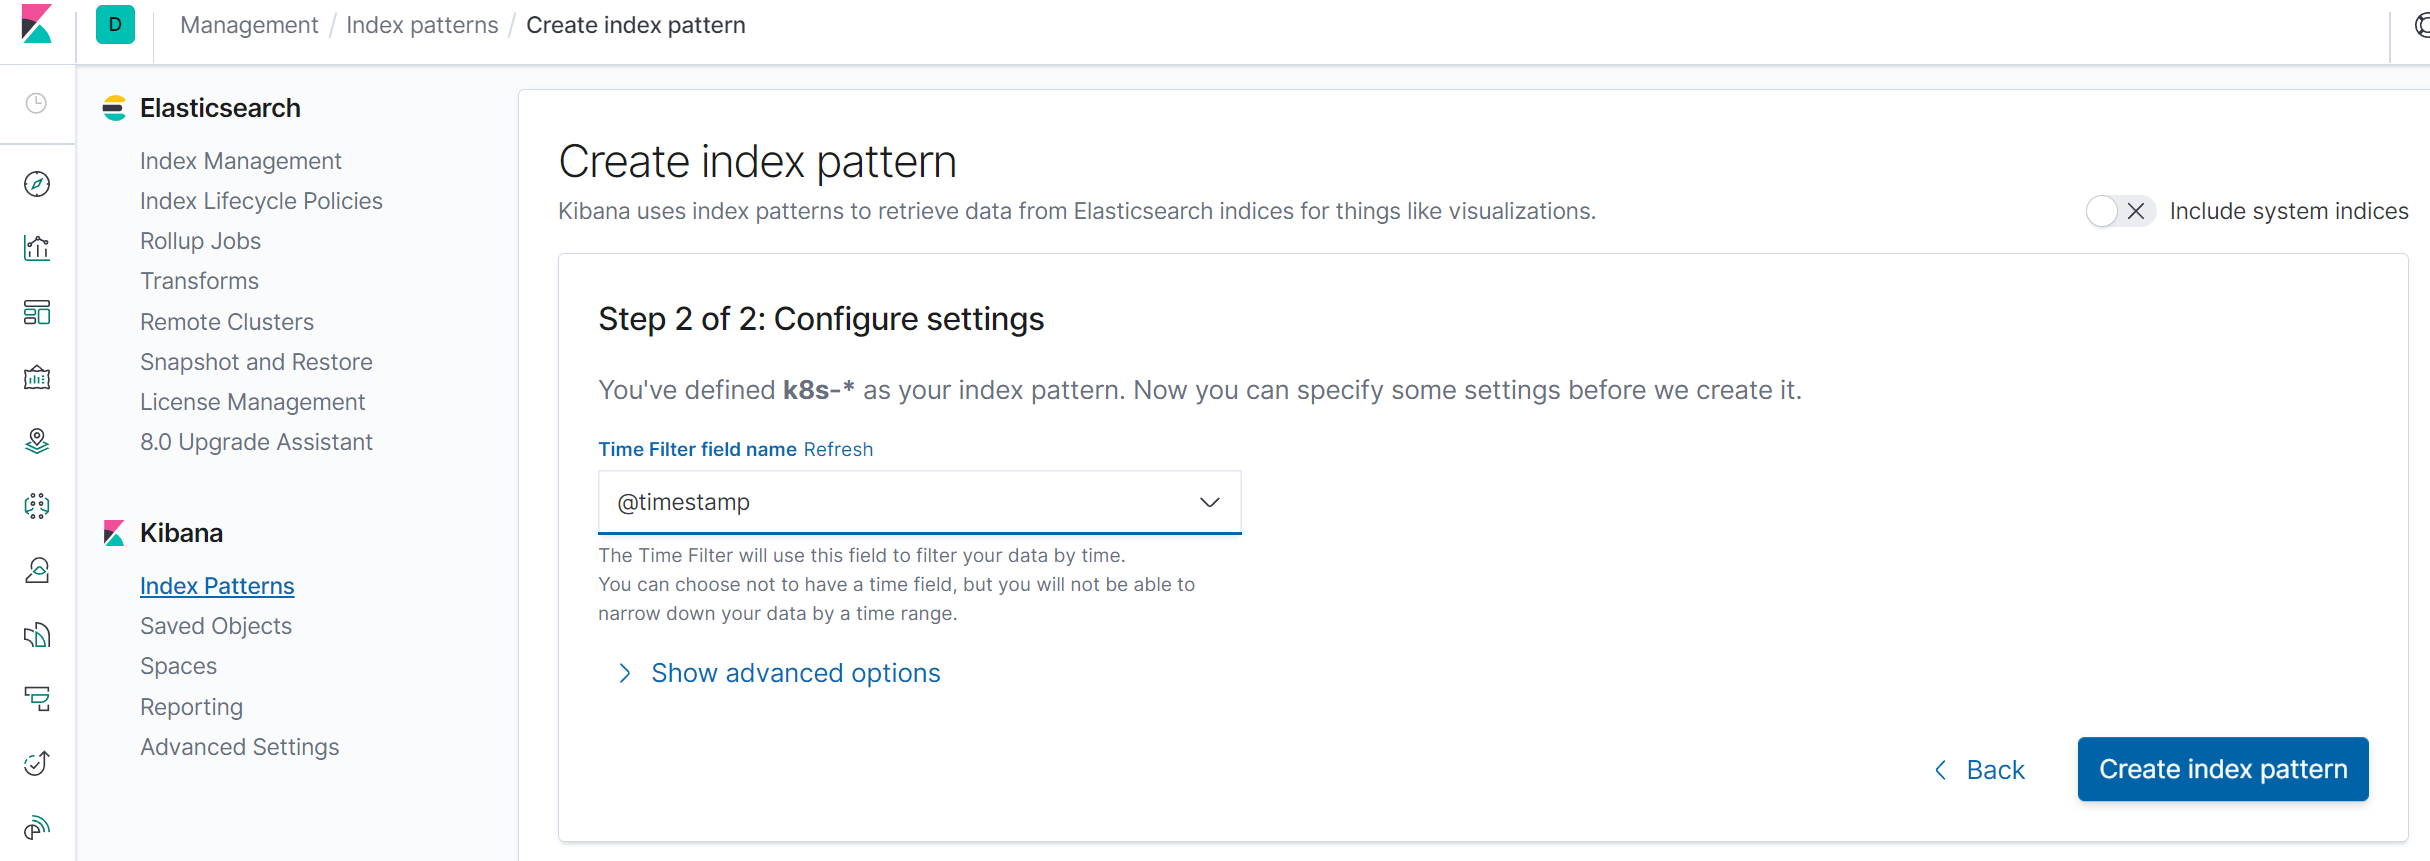 D
Management / Index patterns / Create index pattern
Elasticsearch
Index Management
Index Lifecycle Policies
Rollup Jobs
Transforms
Remote Clusters
Snapshot and Restore
License Management
8.0 Upgrade Assistant
Kibana
Index Patterns
Saved Objects
Spaces
Reporting
Advanced Settings
Create index pattern
Kibana uses index patterns to retrieve data from Elasticsearch indices for things like visualizations.
Include system indices
Step 2 of 2: Configure settings
You've defined k8s-* as your index pattern. Now you can specify some settings before we create it.
Time Filter field name Refresh
@timestamp
The Time Filter will use this field to filter your data by time.
You can choose not to have a time field, but you will not be able to
narrow down your data by a time range.
Show advanced options
Back
Create index pattern